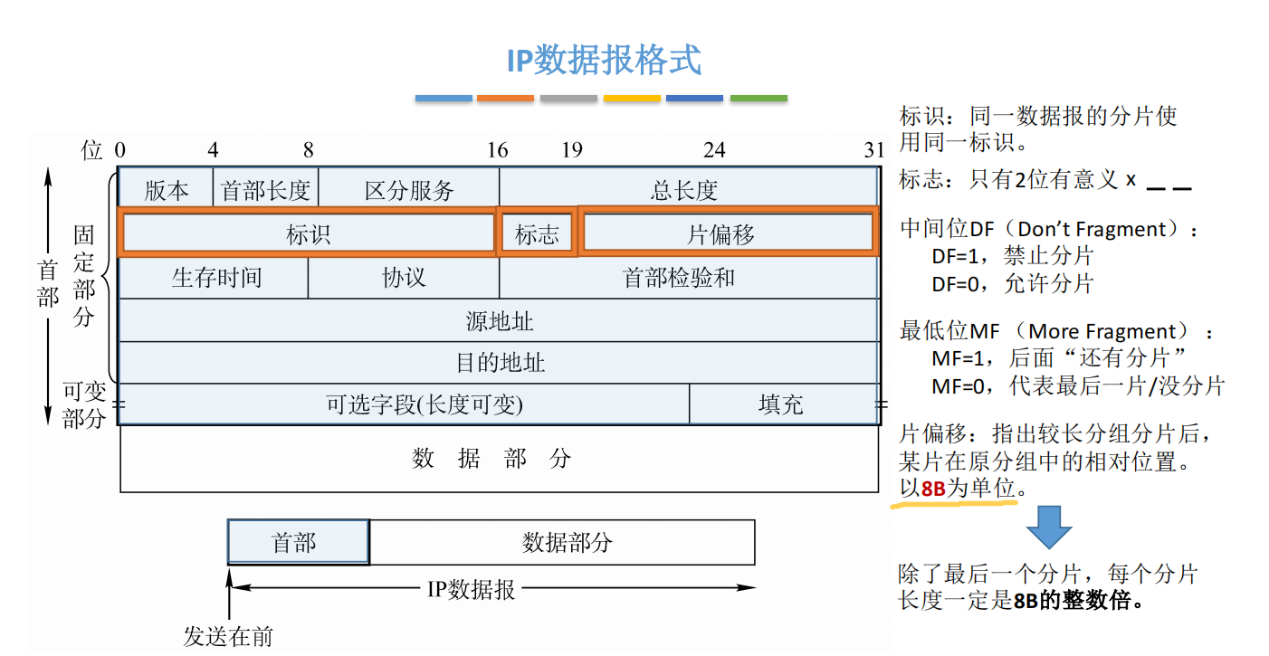 IP数据报格式
位 0 4 8 16 19 24 31
版本 首部长度 区分服务 总长度
标识 标志 片偏移
生存时间 协议 首部检验和
源地址
目的地址
可选字段(长度可变) 填充
数 据 部 分
首部
固定部分
可变部分
首部 数据部分
IP数据报
发送在前
标识：同一数据报的分片使
用同一标识。
标志：只有2位有意义 x _ _
中间位DF（Don't Fragment）：
DF=1，禁止分片
DF=0，允许分片
最低位MF （More Fragment）：
MF=1，后面“还有分片”
MF=0，代表最后一片/没分片
片偏移：指出较长分组分片后，
某片在原分组中的相对位置。
以8B为单位。
除了最后一个分片，每个分片
长度一定是8B的整数倍。